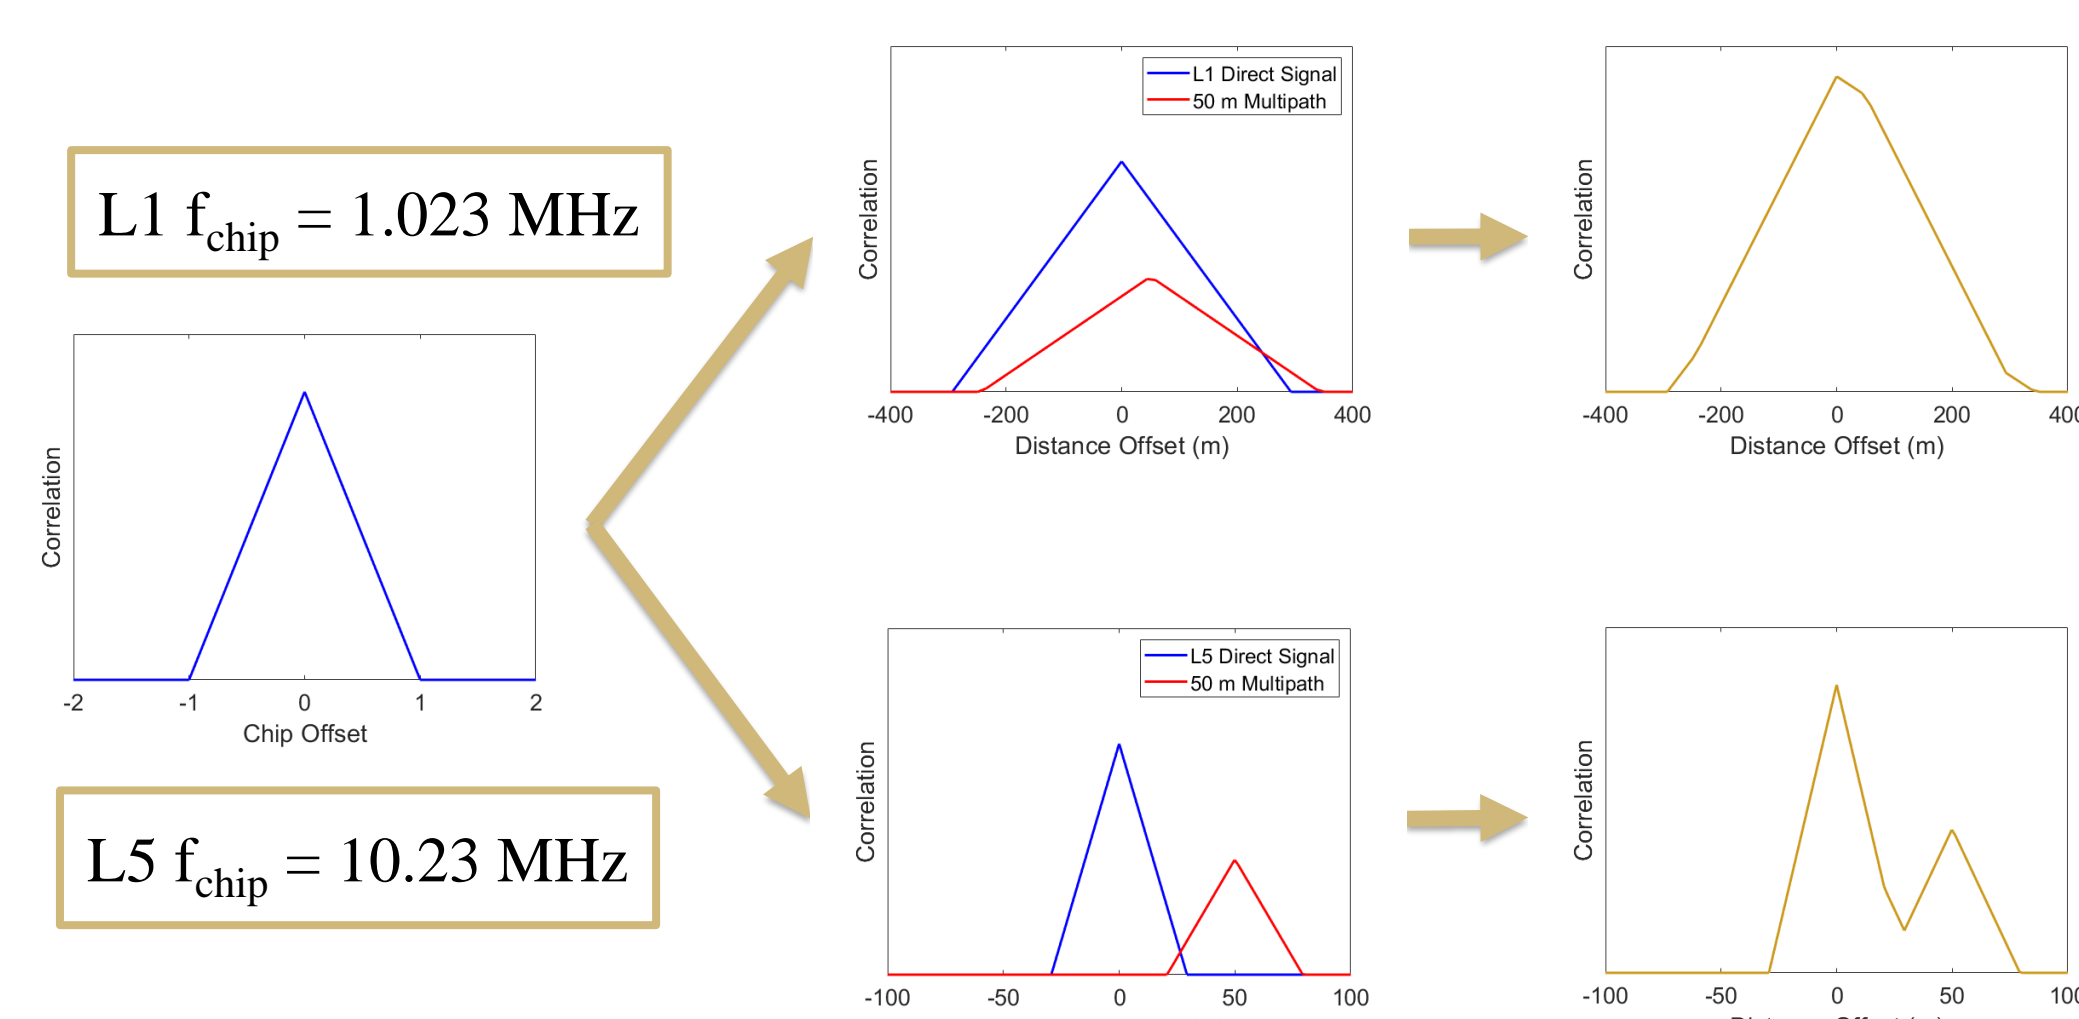 L1 fchip = 1.023 MHz
Correlation
-2 -1 0 1 2
Chip Offset
L5 fchip = 10.23 MHz
L1 Direct Signal
50 m Multipath
Correlation
-400 -200 0 200 400
Distance Offset (m)
Correlation
-400 -200 0 200 400
Distance Offset (m)
L5 Direct Signal
50 m Multipath
Correlation
-100 -50 0 50 100
Correlation
-100 -50 0 50 100